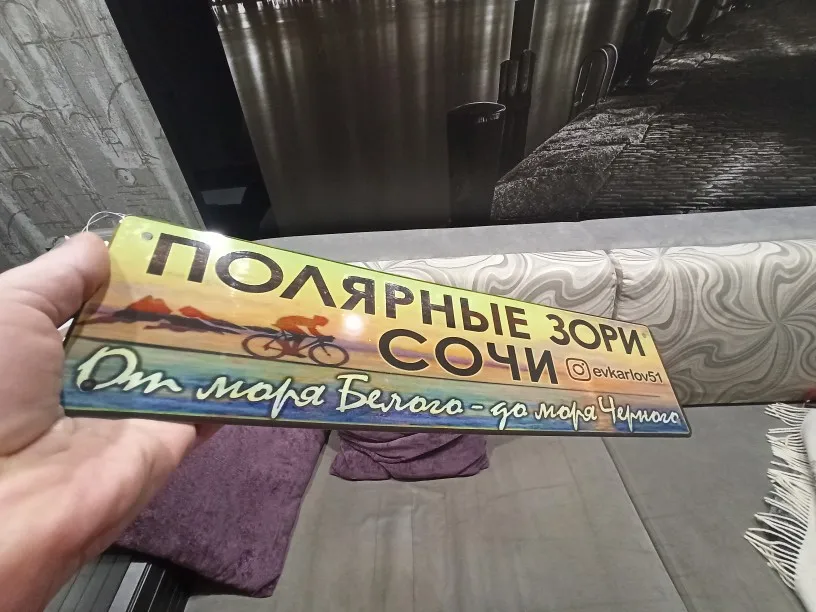 ПОЛЯРНЫЕ ЗОРИ
СОЧИ
evkarlov51
От моря Белого - до моря Черного